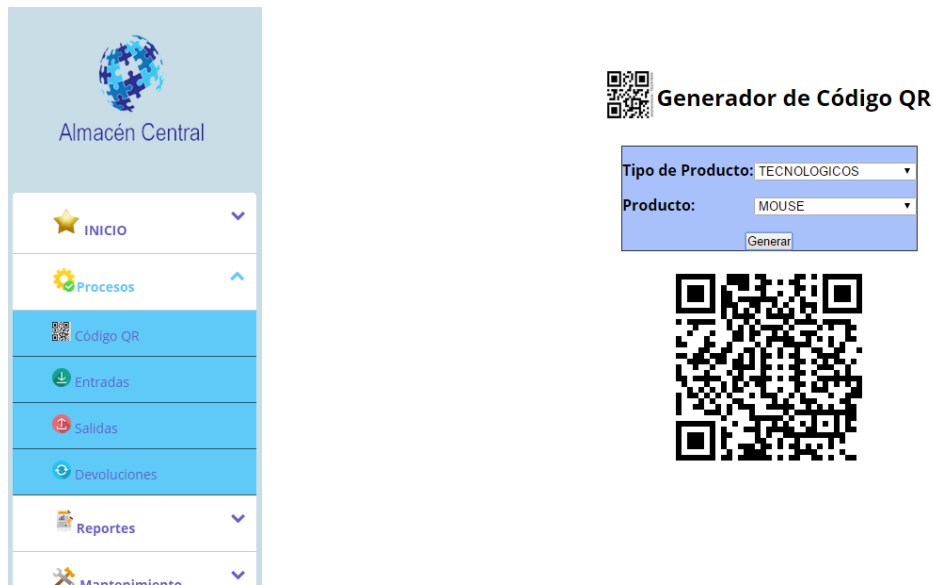 Almacén Central
INICIO
Procesos
Código QR
Entradas
Salidas
Devoluciones
Reportes
Mantenimiento
Generador de Código QR
Tipo de Producto: TECNOLOGICOS
Producto: MOUSE
Generar